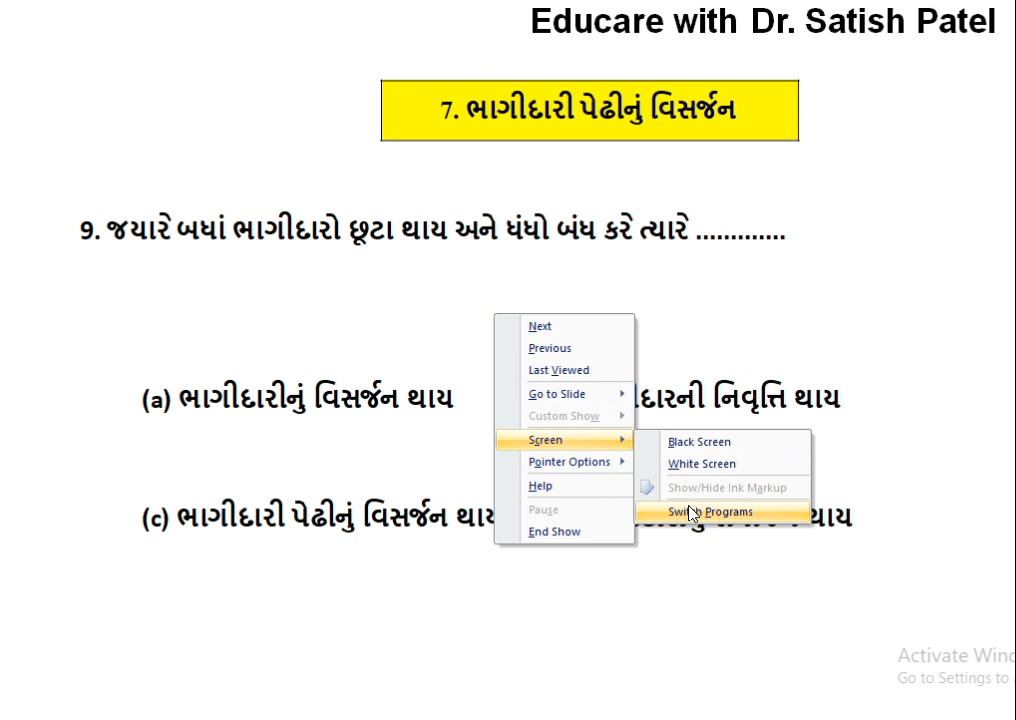 Educare with Dr. Satish Patel
7. ભાગીદારી પેઢીનું વિસર્જન
9. જયારે બધાં ભાગીદારો છૂટા થાય અને ધંધો બંધ કરે ત્યારે .............
Next
Previous
Last Viewed
Go to Slide
Custom Show
Screen
Pointer Options
Help
Pause
End Show
Black Screen
White Screen
Show/Hide Ink Markup
Switch Programs
(a) ભાગીદારીનું વિસર્જન થાય
નિવૃત્તિ થાય
(c) ભાગીદારી પેઢીનું વિસર્જન થાય
થાય
Activate
Go to Settings to